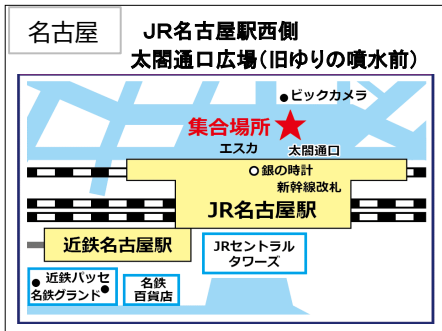 名古屋
JR名古屋駅西側
太閤通口広場(旧ゆりの噴水前)
ビックカメラ
集合場所
エスカ
太閤通口
銀の時計
新幹線改札
JR名古屋駅
近鉄名古屋駅
JRセントラル
タワーズ
近鉄パッセ
名鉄グランド
名鉄
百貨店